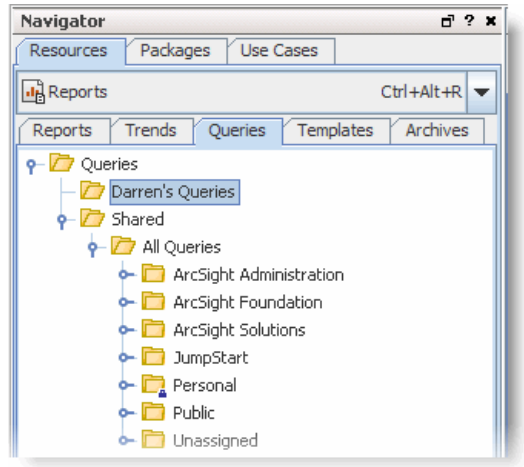 Navigator
Resources Packages Use Cases
Reports Ctrl+Alt+R
Reports Trends Queries Templates Archives
Queries
Darren's Queries
Shared
All Queries
ArcSight Administration
ArcSight Foundation
ArcSight Solutions
JumpStart
Personal
Public
Unassigned